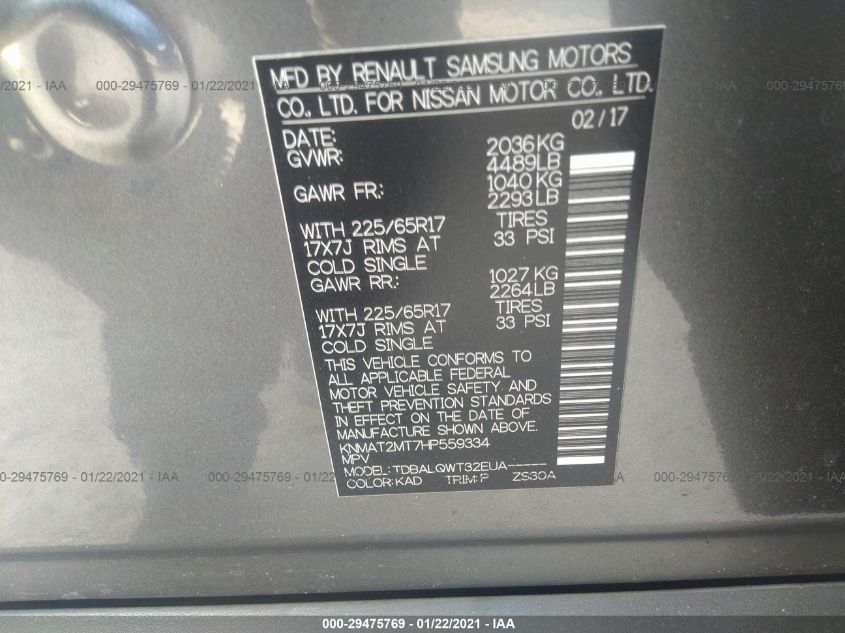 MFD BY RENAULT SAMSUNG MOTORS
CO., LTD. FOR NISSAN MOTOR CO., LTD.
DATE: 02/17
GVWR: 2036KG
4489LB
GAWR FR: 1040KG
2293LB
WITH 225/65R17 TIRES
17X7J RIMS AT 33 PSI
COLD SINGLE
GAWR RR: 1027KG
2264LB
WITH 225/65R17 TIRES
17X7J RIMS AT 33 PSI
COLD SINGLE
THIS VEHICLE CONFORMS TO
ALL APPLICABLE FEDERAL
MOTOR VEHICLE SAFETY AND
THEFT PREVENTION STANDARDS
IN EFFECT ON THE DATE OF
MANUFACTURE SHOWN ABOVE.
KNMAT2MT7HP559334
MPV
MODEL: TDBALQWT32EUA-----
COLOR: KAD TRIM: P ZS30A
000-29475769 - 01/22/2021 - IAA